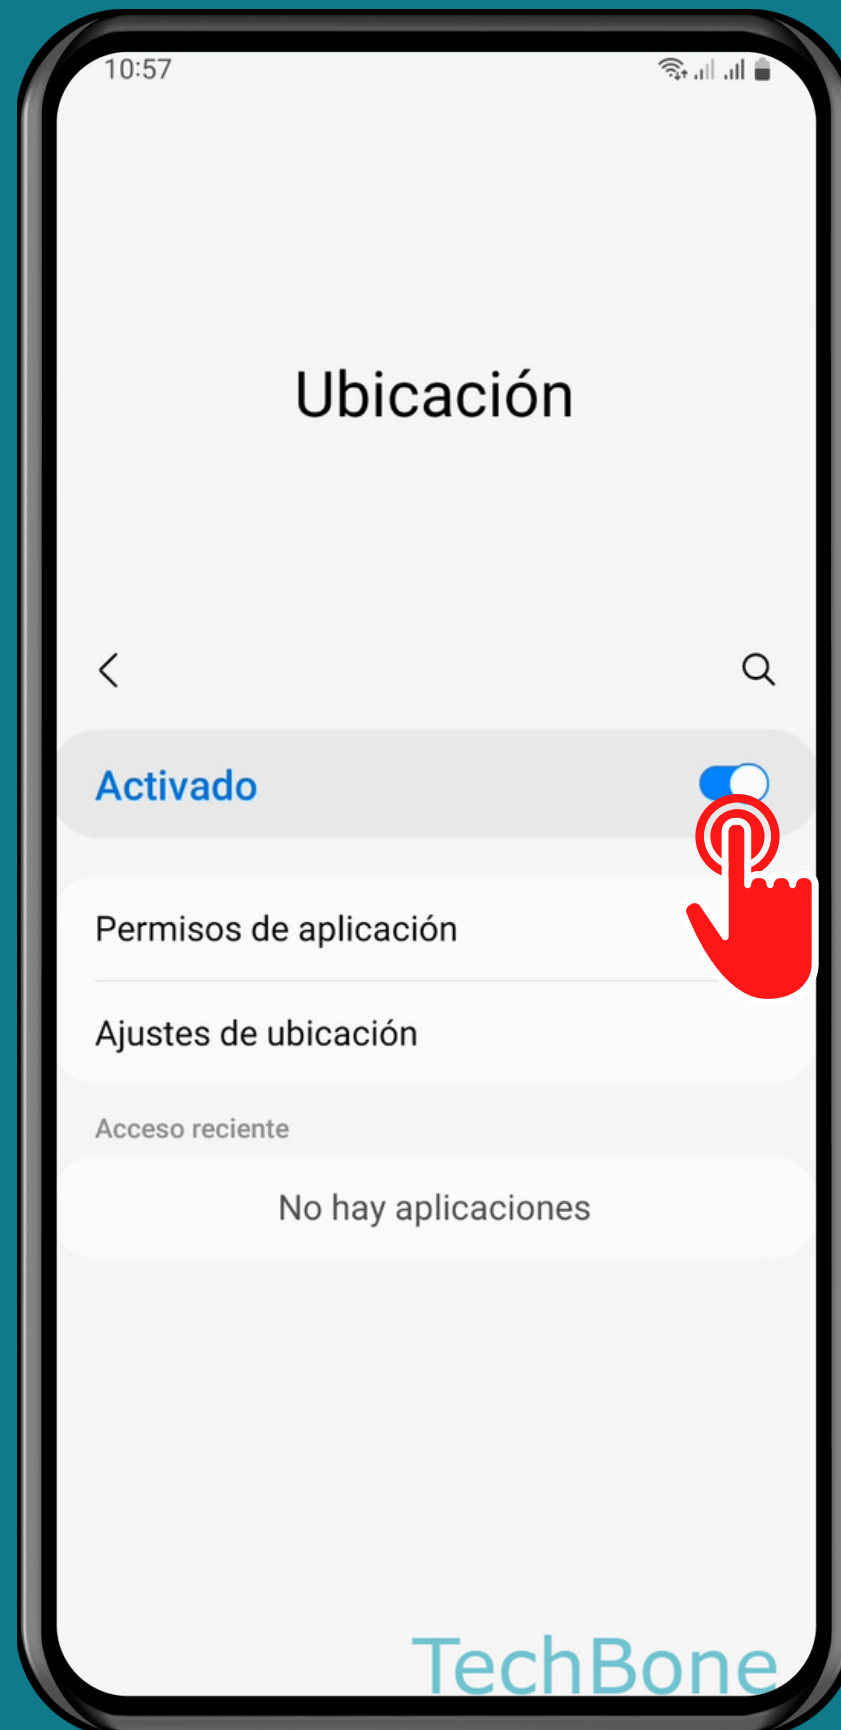 10:57
Ubicación
Activado
Permisos de aplicación
Ajustes de ubicación
Acceso reciente
No hay aplicaciones
TechBone